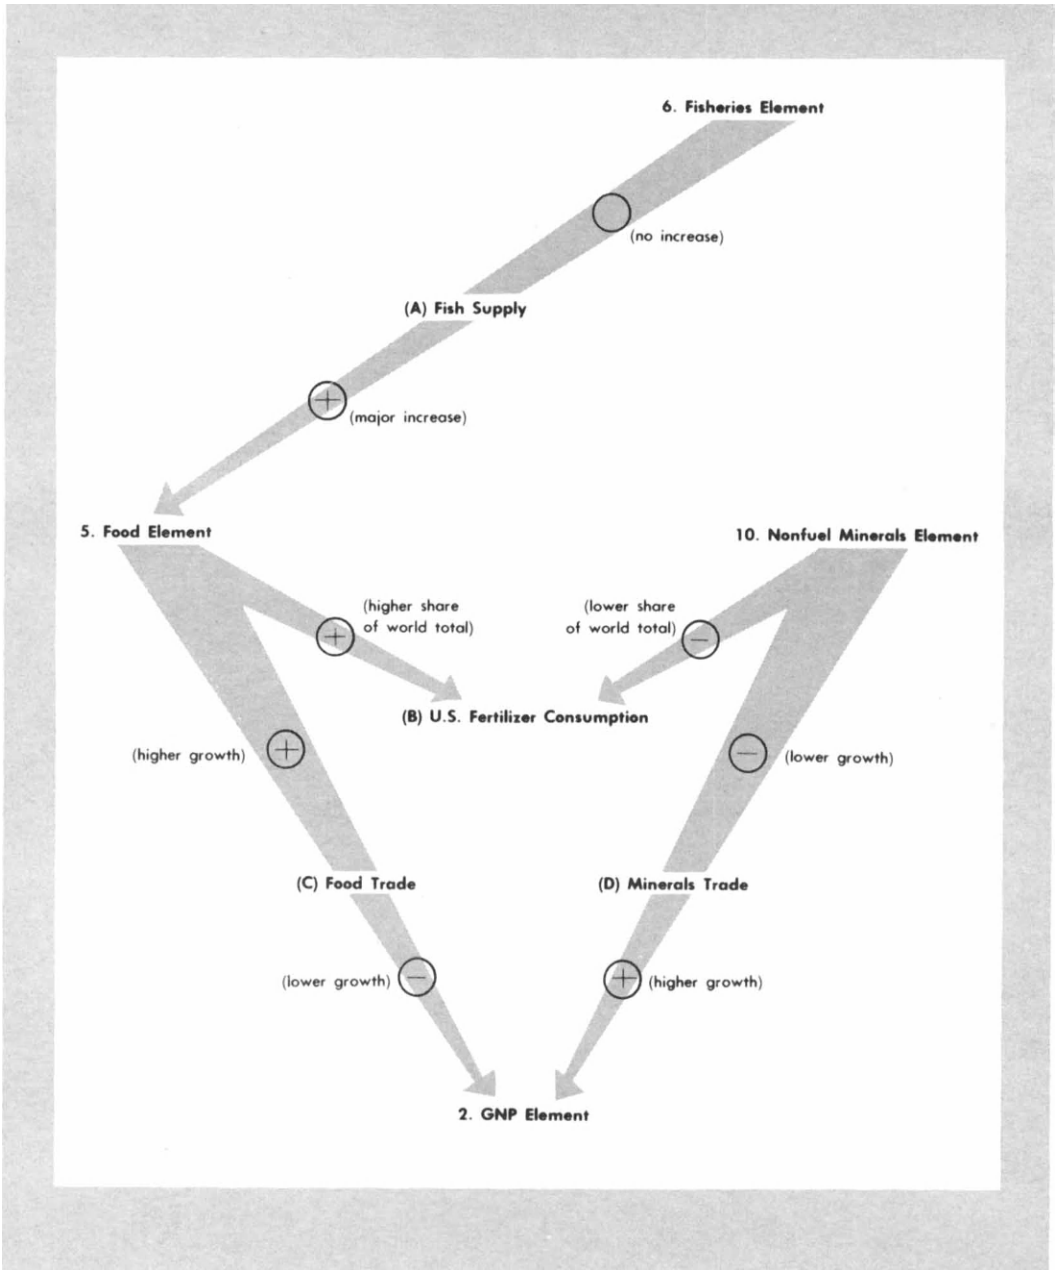 6. Fisheries Element
(no increase)
(A) Fish Supply
+
(major increase)
5. Food Element
10. Nonfuel Minerals Element
(higher share
of world total)
+
(lower share
of world total)
−
(B) U.S. Fertilizer Consumption
(higher growth)
+
−
(lower growth)
(C) Food Trade
(D) Minerals Trade
(lower growth)
−
+
(higher growth)
2. GNP Element